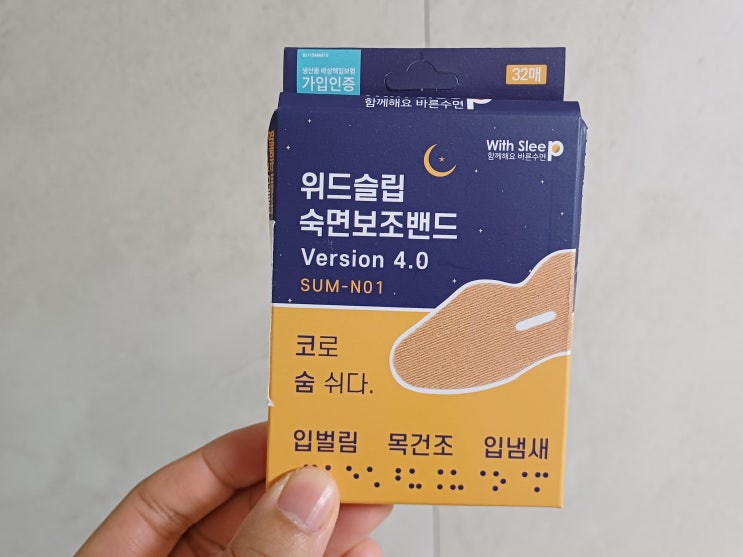 생산물 배상책임보험
가입인증
32매
함께해요 바른수면
With Sleep
함께해요 바른수면
위드슬립
숙면보조밴드
Version 4.0
SUM-N01
코로
숨 쉬다.
입벌림 목건조 입냄새